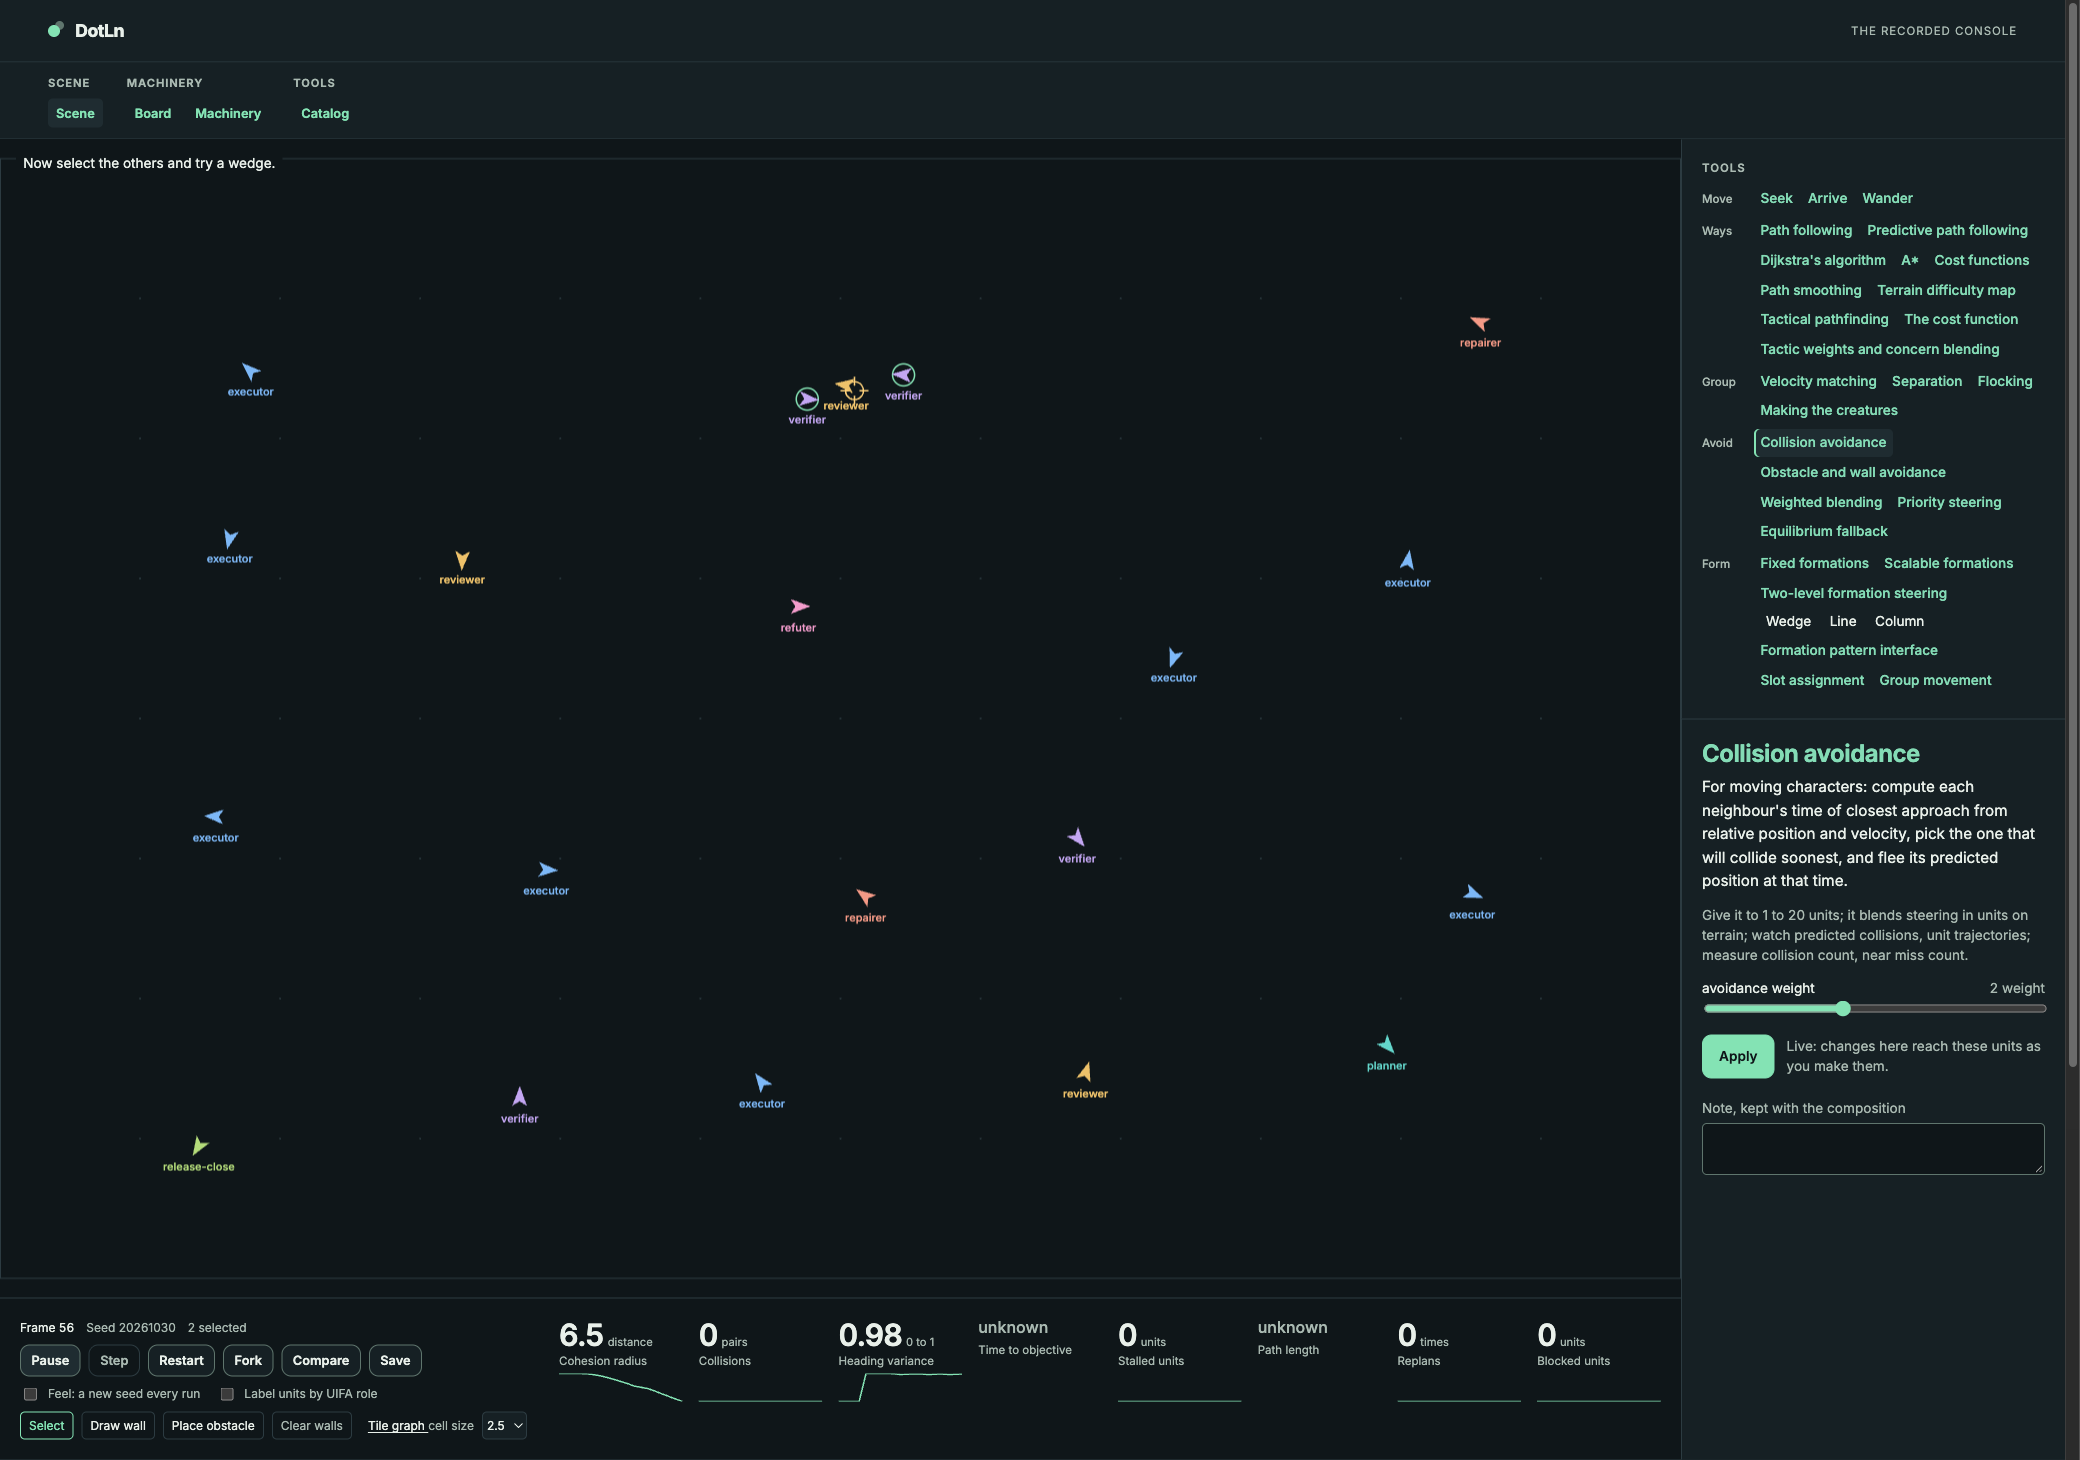 DotLn
THE RECORDED CONSOLE
SCENE MACHINERY TOOLS
Scene Board Machinery Catalog
Now select the others and try a wedge.
repairer
executor
verifier
reviewer
verifier
executor
reviewer
executor
refuter
executor
executor
verifier
executor
repairer
executor
planner
reviewer
executor
verifier
release-close
TOOLS
Move Seek Arrive Wander
Ways Path following Predictive path following
Dijkstra's algorithm A* Cost functions
Path smoothing Terrain difficulty map
Tactical pathfinding The cost function
Tactic weights and concern blending
Group Velocity matching Separation Flocking
Making the creatures
Avoid Collision avoidance
Obstacle and wall avoidance
Weighted blending Priority steering
Equilibrium fallback
Form Fixed formations Scalable formations
Two-level formation steering
Wedge Line Column
Formation pattern interface
Slot assignment Group movement
Collision avoidance
For moving characters: compute each
neighbour's time of closest approach from
relative position and velocity, pick the one that
will collide soonest, and flee its predicted
position at that time.
Give it to 1 to 20 units; it blends steering in units on
terrain; watch predicted collisions, unit trajectories;
measure collision count, near miss count.
avoidance weight 2 weight
Apply
Live: changes here reach these units as
you make them.
Note, kept with the composition
Frame 56 Seed 20261030 2 selected
Pause Step Restart Fork Compare Save
Feel: a new seed every run Label units by UIFA role
Select Draw wall Place obstacle Clear walls Tile graph cell size 2.5
6.5 distance
Cohesion radius
0 pairs
Collisions
0.98 0 to 1
Heading variance
unknown
Time to objective
0 units
Stalled units
unknown
Path length
0 times
Replans
0 units
Blocked units